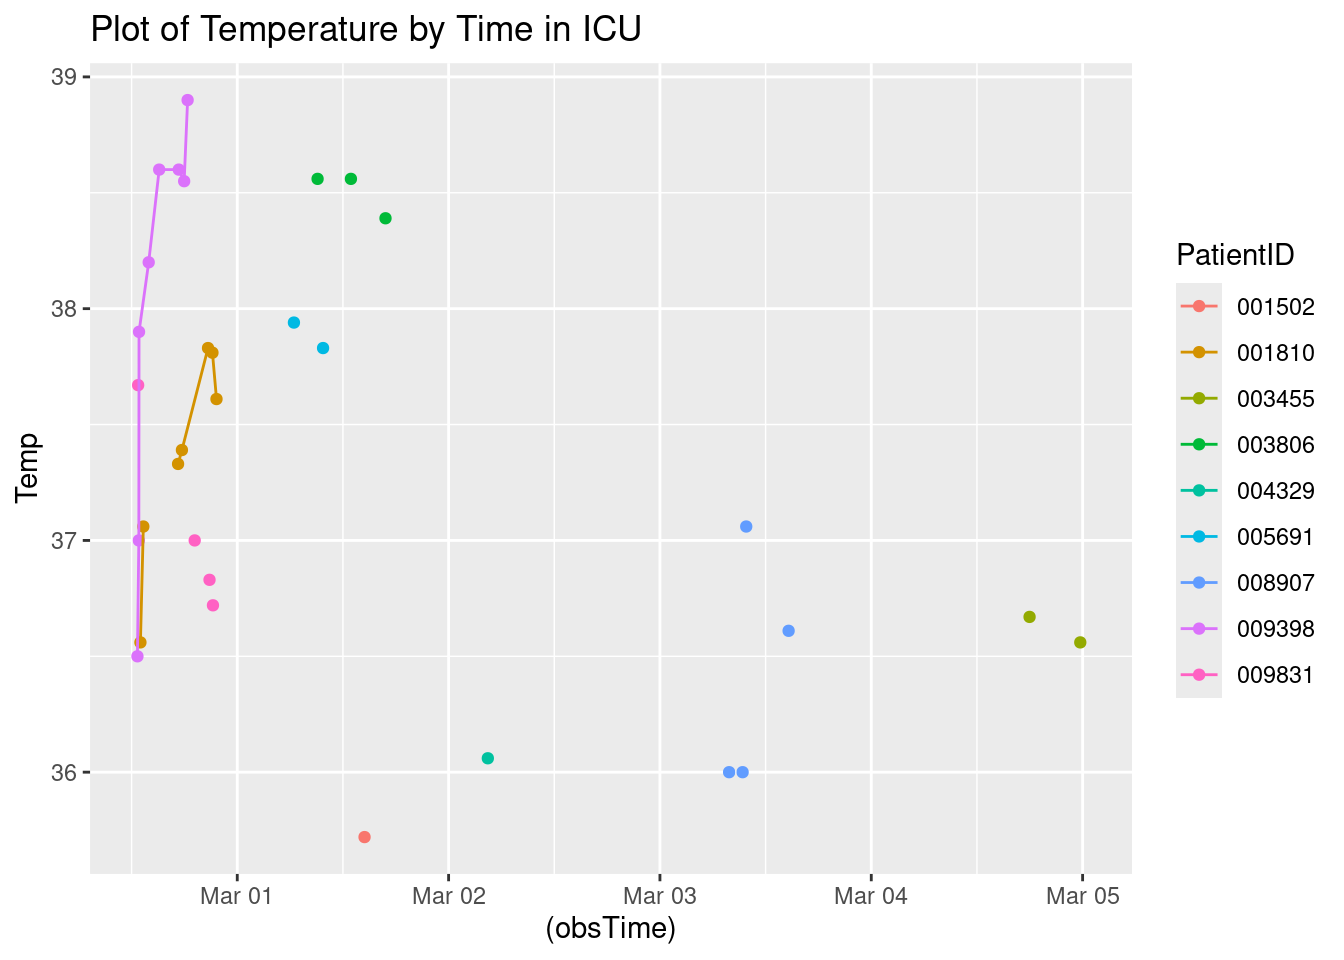 Plot of Temperature by Time in ICU
39
38
37
36
Temp
Mar 01
Mar 02
Mar 03
Mar 04
Mar 05
(obsTime)
PatientID
001502
001810
003455
003806
004329
005691
008907
009398
009831